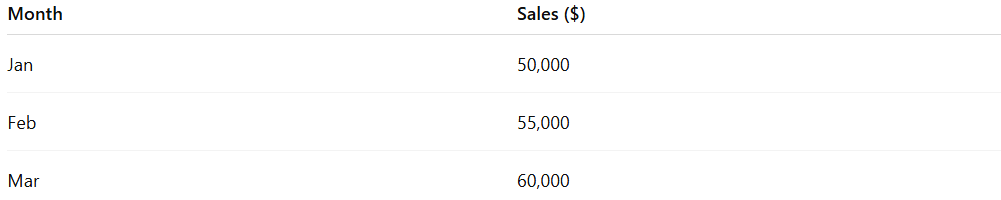 Month Sales ($)
Jan 50,000
Feb 55,000
Mar 60,000